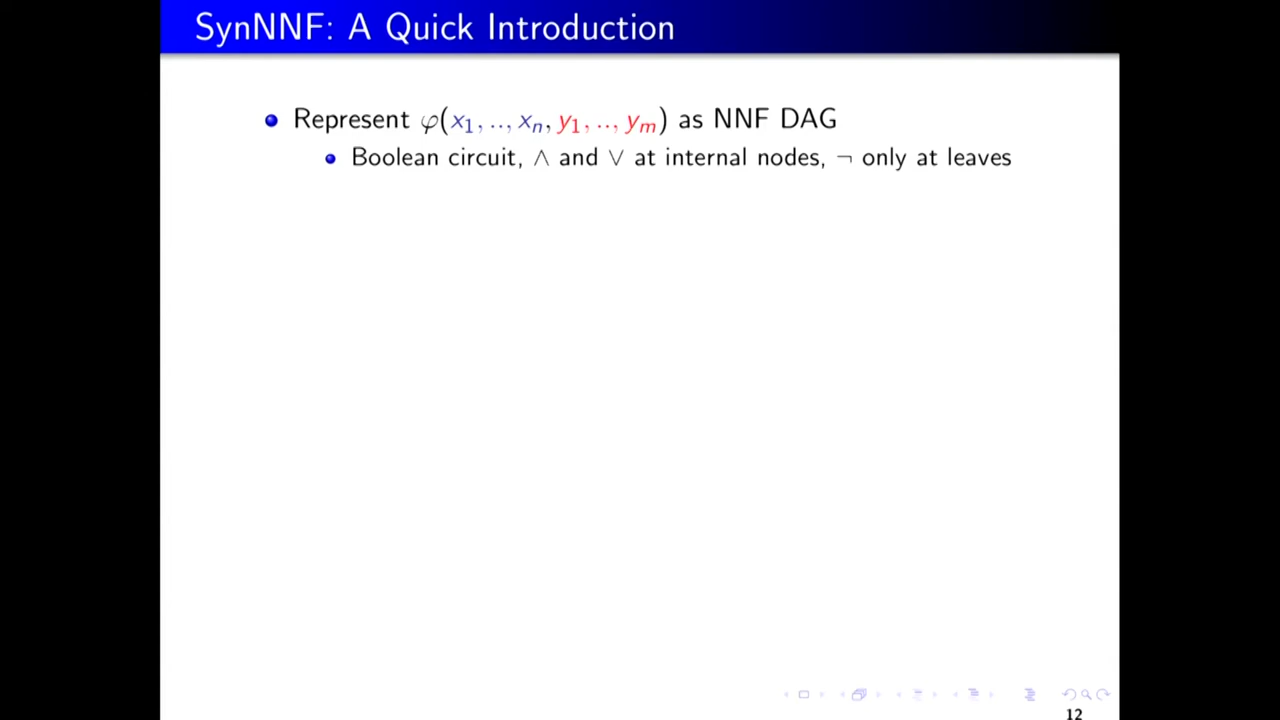 SynNNF: A Quick Introduction
Represent φ(x₁, .., xₙ, y₁, .., yₘ) as NNF DAG
Boolean circuit, ∧ and ∨ at internal nodes, ¬ only at leaves
12